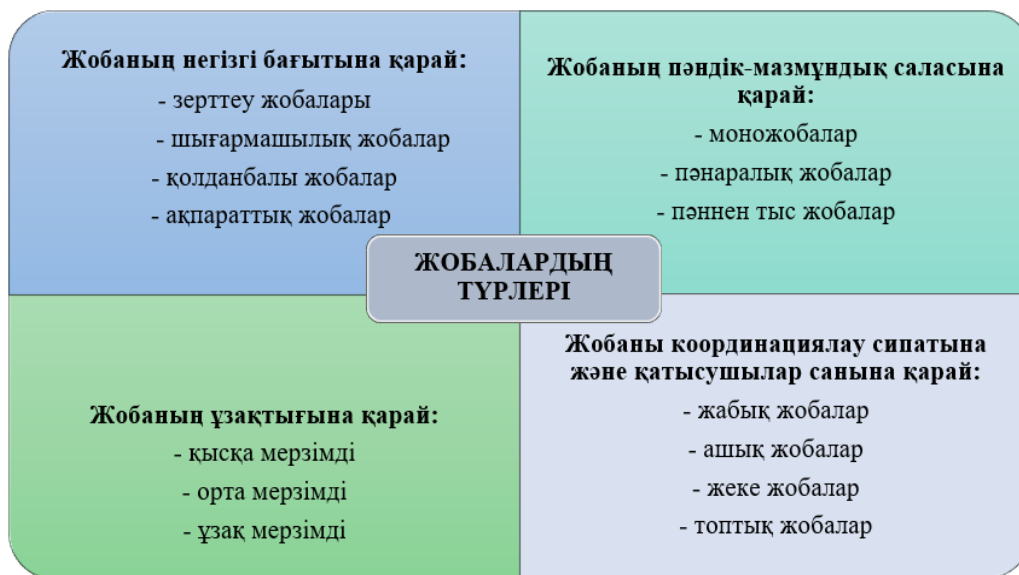 Жобаның негізгі бағытына қарай:
- зерттеу жобалары
- шығармашылық жобалар
- қолданбалы жобалар
- ақпараттық жобалар
Жобаның пәндік-мазмұндық саласына
қарай:
- моножобалар
- пәнаралық жобалар
- пәннен тыс жобалар
ЖОБАЛАРДЫҢ
ТҮРЛЕРІ
Жобаның ұзақтығына қарай:
- қысқа мерзімді
- орта мерзімді
- ұзақ мерзімді
Жобаны координациялау сипатына
және қатысушылар санына қарай:
- жабық жобалар
- ашық жобалар
- жеке жобалар
- топтық жобалар